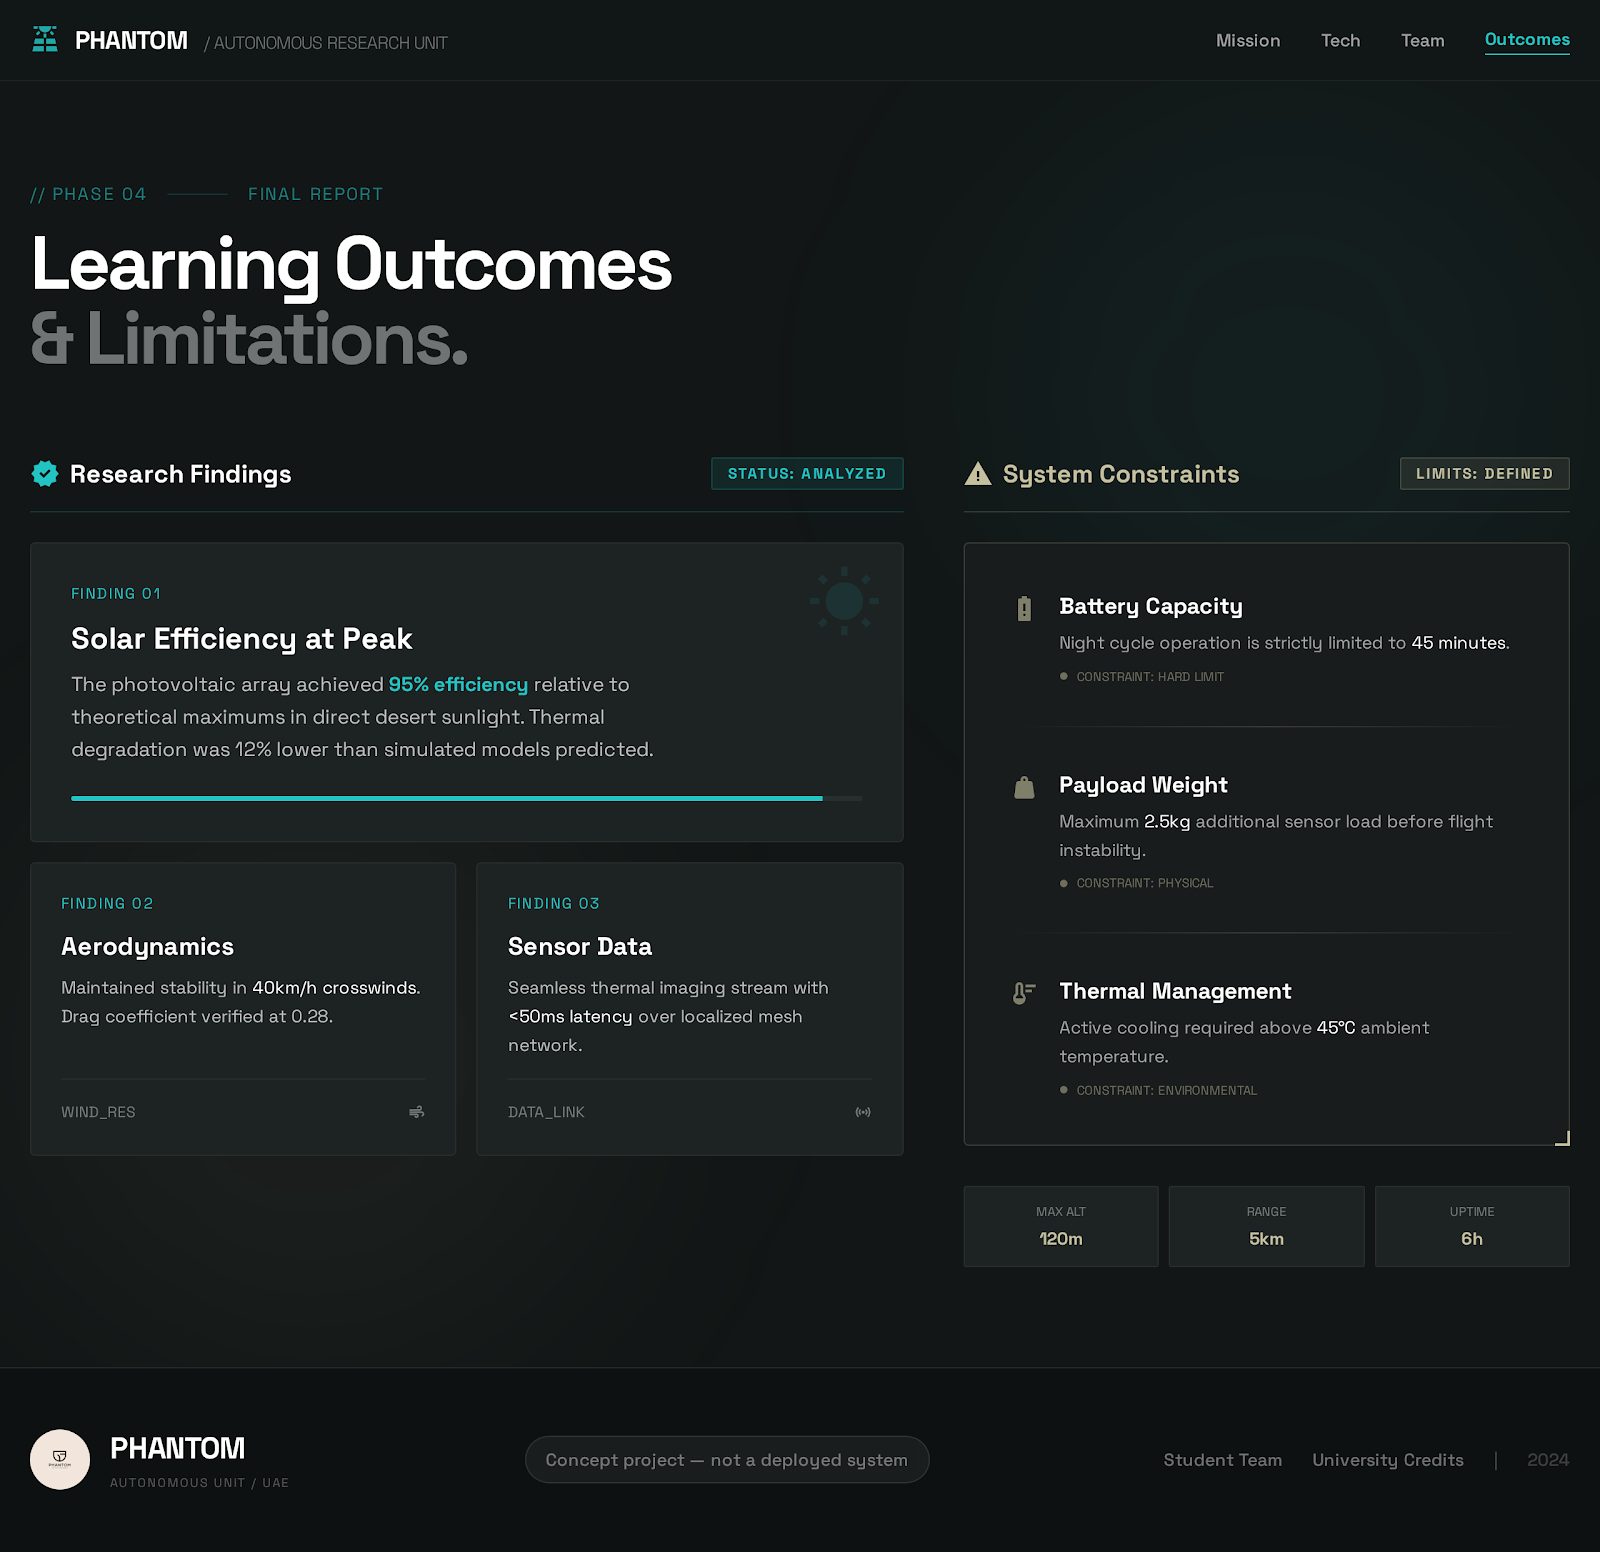 PHANTOM / AUTONOMOUS RESEARCH UNIT
Mission Tech Team Outcomes
// PHASE 04 FINAL REPORT
Learning Outcomes
& Limitations.
Research Findings
STATUS: ANALYZED
FINDING 01
Solar Efficiency at Peak
The photovoltaic array achieved 95% efficiency relative to
theoretical maximums in direct desert sunlight. Thermal
degradation was 12% lower than simulated models predicted.
FINDING 02
Aerodynamics
Maintained stability in 40km/h crosswinds.
Drag coefficient verified at 0.28.
WIND_RES
FINDING 03
Sensor Data
Seamless thermal imaging stream with
<50ms latency over localized mesh
network.
DATA_LINK
System Constraints
LIMITS: DEFINED
Battery Capacity
Night cycle operation is strictly limited to 45 minutes.
CONSTRAINT: HARD LIMIT
Payload Weight
Maximum 2.5kg additional sensor load before flight
instability.
CONSTRAINT: PHYSICAL
Thermal Management
Active cooling required above 45°C ambient
temperature.
CONSTRAINT: ENVIRONMENTAL
MAX ALT
120m
RANGE
5km
UPTIME
6h
PHANTOM
PHANTOM
AUTONOMOUS UNIT / UAE
Concept project — not a deployed system
Student Team University Credits | 2024